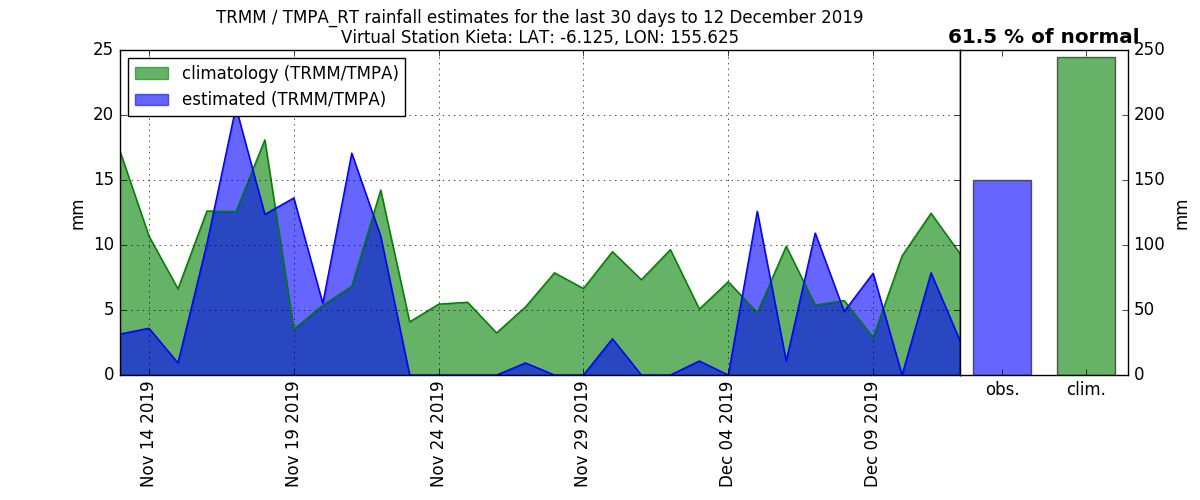 TRMM / TMPA_RT rainfall estimates for the last 30 days to 12 December 2019
Virtual Station Kieta: LAT: -6.125, LON: 155.625
61.5 % of normal
climatology (TRMM/TMPA)
estimated (TRMM/TMPA)
25
20
15
10
5
0
mm
Nov 14 2019
Nov 19 2019
Nov 24 2019
Nov 29 2019
Dec 04 2019
Dec 09 2019
obs.
clim.
250
200
150
100
50
0
mm